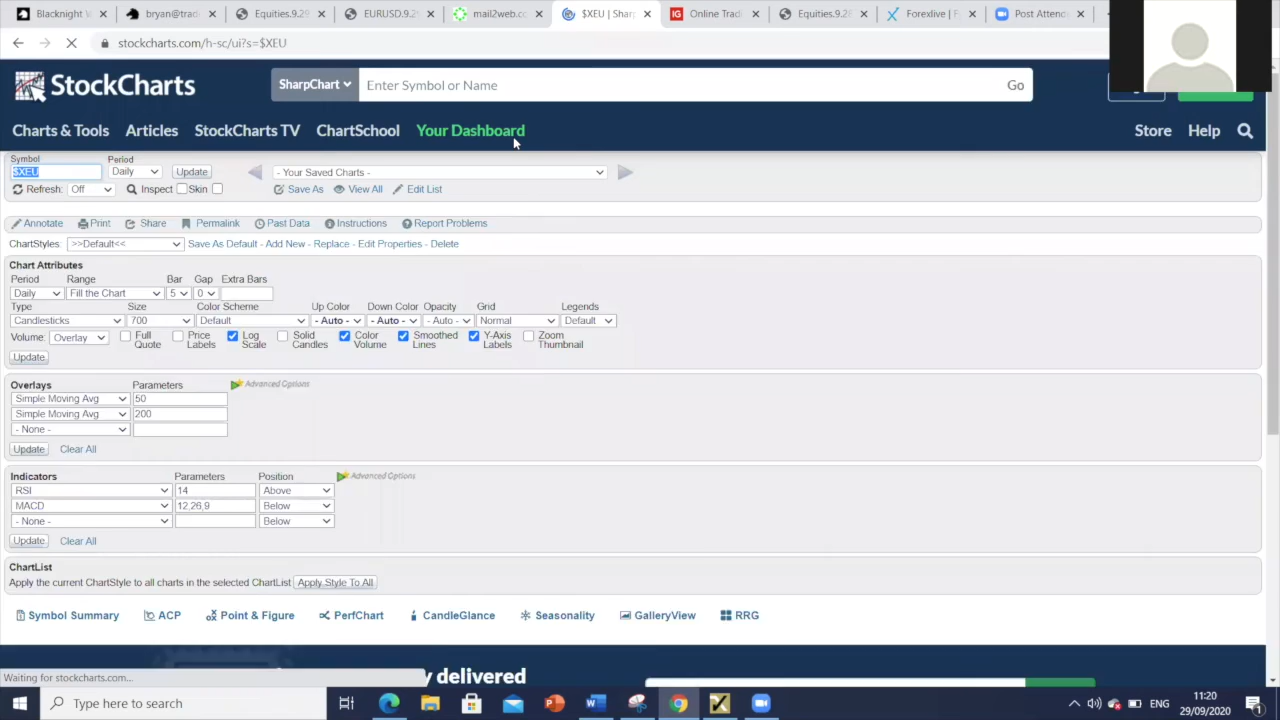 Blacknight W
bryan@trad
Equities.9.29
EURUSD.9.29
mail2web.co
$XEU | Shar
Online Tradi
Equities.9.28
Forexlive | F
Post Attend
stockcharts.com/h-sc/ui?s=$XEU
StockCharts
SharpChart
Enter Symbol or Name
Go
Charts & Tools
Articles
StockCharts TV
ChartSchool
Your Dashboard
Store
Help
Symbol
Period
$XEU
Daily
Update
- Your Saved Charts -
Refresh:
Off
Inspect
Skin
Save As
View All
Edit List
Annotate
Print
Share
Permalink
Past Data
Instructions
Report Problems
ChartStyles:
>>Default<<
Save As Default - Add New - Replace - Edit Properties - Delete
Chart Attributes
Period
Range
Bar
Gap
Extra Bars
Daily
Fill the Chart
5
0
Type
Size
Color Scheme
Up Color
Down Color
Opacity
Grid
Legends
Candlesticks
700
Default
- Auto -
- Auto -
- Auto -
Normal
Default
Volume:
Overlay
Full Quote
Price Labels
Log Scale
Solid Candles
Color Volume
Smoothed Lines
Y-Axis Labels
Zoom Thumbnail
Update
Overlays
Parameters
Advanced Options
Simple Moving Avg
50
Simple Moving Avg
200
- None -
Update
Clear All
Indicators
Parameters
Position
Advanced Options
RSI
14
Above
MACD
12,26,9
Below
- None -
Below
Update
Clear All
ChartList
Apply the current ChartStyle to all charts in the selected ChartList
Apply Style To All
Symbol Summary
ACP
Point & Figure
PerfChart
CandleGlance
Seasonality
GalleryView
RRG
y delivered
Waiting for stockcharts.com...
Type here to search
ENG
11:20
29/09/2020